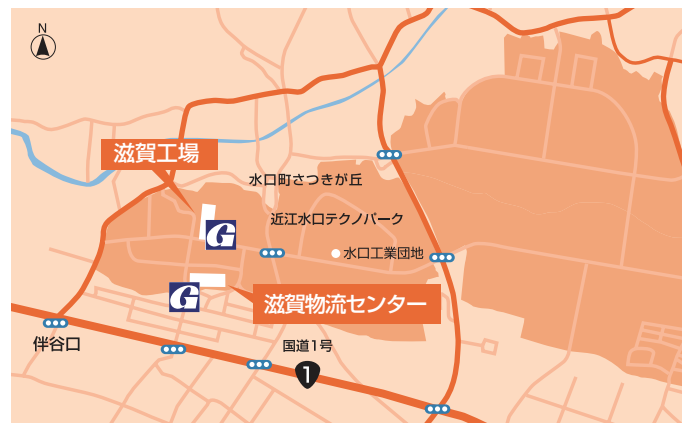 N
滋賀工場
水口町さつきが丘
近江水口テクノパーク
G
水口工業団地
G
滋賀物流センター
伴谷口
国道1号
1